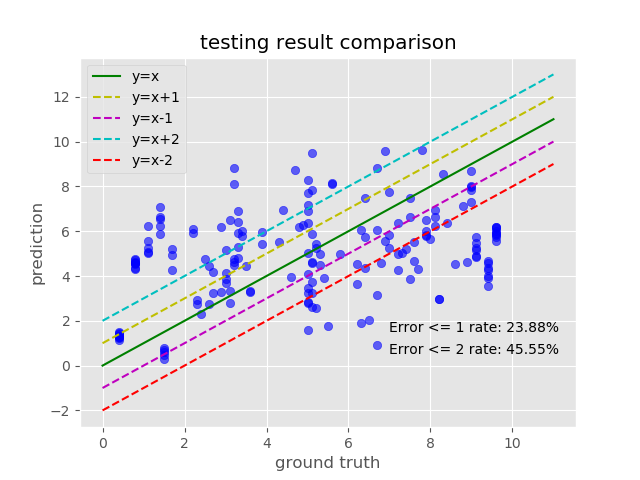 testing result comparison
y=x
y=x+1
y=x-1
y=x+2
y=x-2
12
10
8
6
4
2
0
−2
prediction
Error <= 1 rate: 23.88%
Error <= 2 rate: 45.55%
0 2 4 6 8 10
ground truth